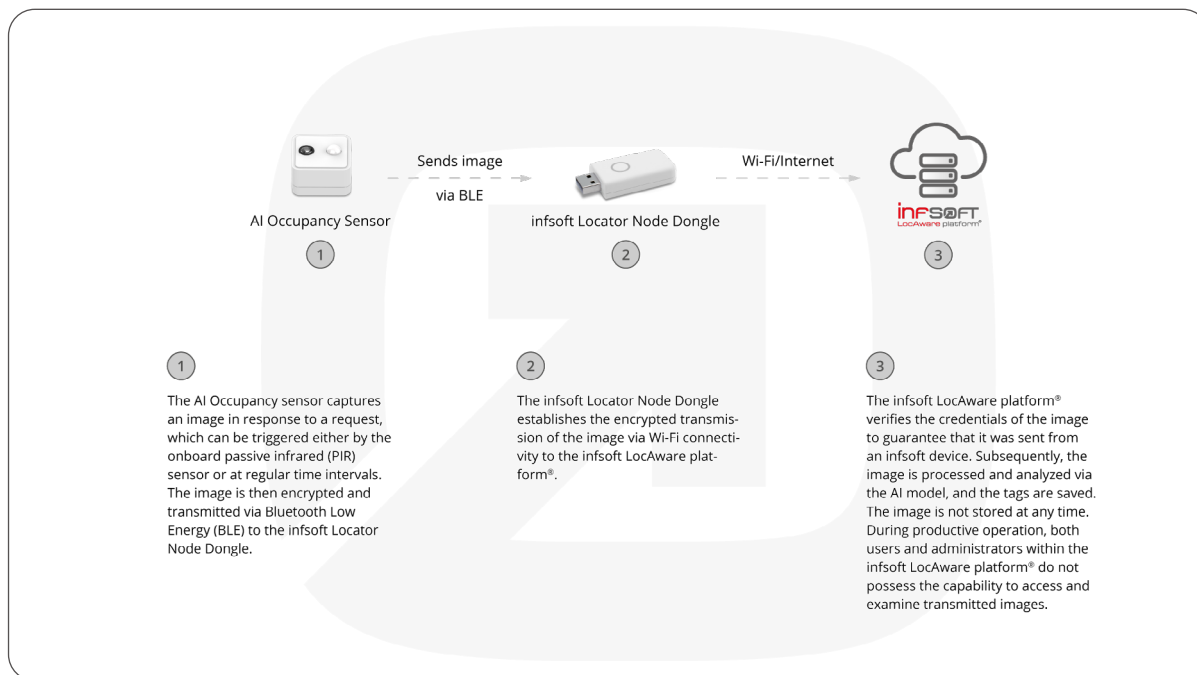 Sends image
via BLE
Wi-Fi/Internet
infsoft
LocAware platform®
AI Occupancy Sensor
infsoft Locator Node Dongle
1
2
3
1
The AI Occupancy sensor captures
an image in response to a request,
which can be triggered either by the
onboard passive infrared (PIR)
sensor or at regular time intervals.
The image is then encrypted and
transmitted via Bluetooth Low
Energy (BLE) to the infsoft Locator
Node Dongle.
2
The infsoft Locator Node Dongle
establishes the encrypted transmis-
sion of the image via Wi-Fi connecti-
vity to the infsoft LocAware plat-
form®.
3
The infsoft LocAware platform®
verifies the credentials of the image
to guarantee that it was sent from
an infsoft device. Subsequently, the
image is processed and analyzed via
the AI model, and the tags are saved.
The image is not stored at any time.
During productive operation, both
users and administrators within the
infsoft LocAware platform® do not
possess the capability to access and
examine transmitted images.